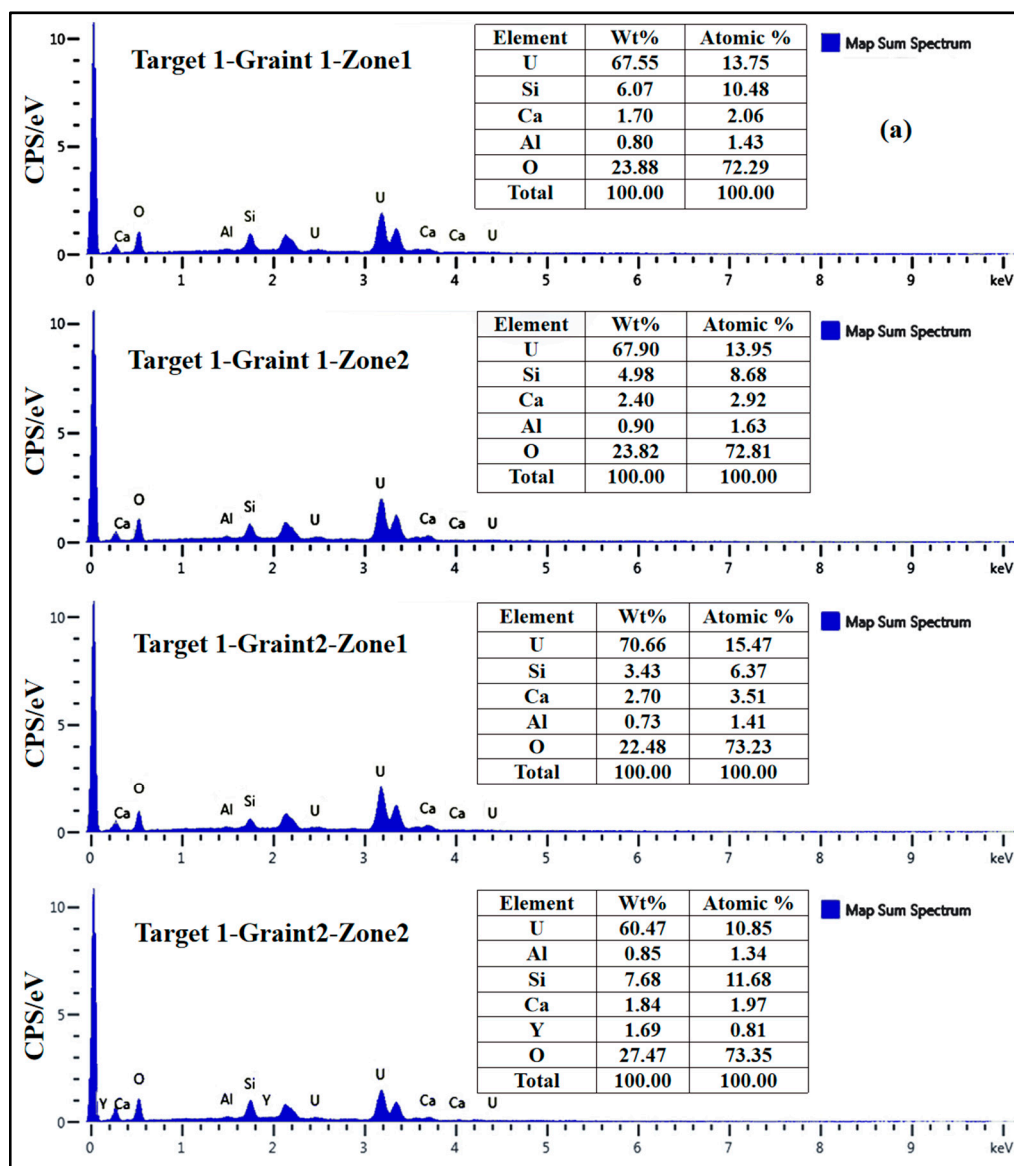 Target 1-Graint 1-Zone1
Element Wt% Atomic %
U 67.55 13.75
Si 6.07 10.48
Ca 1.70 2.06
Al 0.80 1.43
O 23.88 72.29
Total 100.00 100.00
Map Sum Spectrum
(a)
CPS/eV
10
5
0
Ca O Al Si U U Ca Ca U
0 1 2 3 4 5 6 7 8 9 keV
Target 1-Graint 1-Zone2
Element Wt% Atomic %
U 67.90 13.95
Si 4.98 8.68
Ca 2.40 2.92
Al 0.90 1.63
O 23.82 72.81
Total 100.00 100.00
Map Sum Spectrum
CPS/eV
10
5
0
Ca O Al Si U U Ca Ca U
0 1 2 3 4 5 6 7 8 9 keV
Target 1-Graint2-Zone1
Element Wt% Atomic %
U 70.66 15.47
Si 3.43 6.37
Ca 2.70 3.51
Al 0.73 1.41
O 22.48 73.23
Total 100.00 100.00
Map Sum Spectrum
CPS/eV
10
5
0
Ca O Al Si U U Ca Ca U
0 1 2 3 4 5 6 7 8 9 keV
Target 1-Graint2-Zone2
Element Wt% Atomic %
U 60.47 10.85
Al 0.85 1.34
Si 7.68 11.68
Ca 1.84 1.97
Y 1.69 0.81
O 27.47 73.35
Total 100.00 100.00
Map Sum Spectrum
CPS/eV
10
5
0
Y Ca O Al Si Y U U Ca Ca U
0 1 2 3 4 5 6 7 8 9 keV